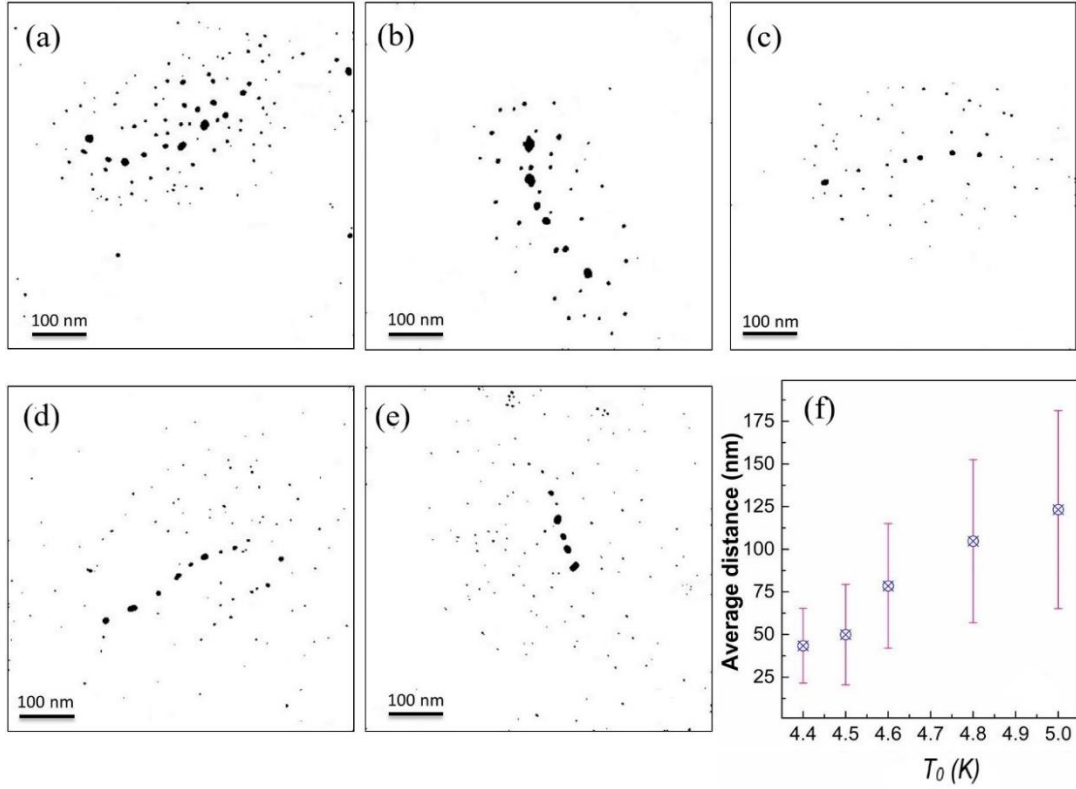 (a)
100 nm
(b)
100 nm
(c)
100 nm
(d)
100 nm
(e)
100 nm
(f)
Average distance (nm)
175
150
125
100
75
50
25
4.4 4.5 4.6 4.7 4.8 4.9 5.0
T0 (K)